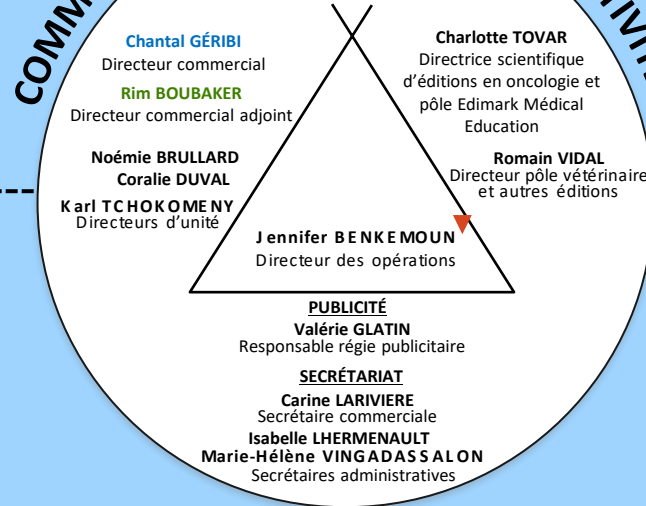 COMM
IVIT
Chantal GÉRIBI
Directeur commercial
Rim BOUBAKER
Directeur commercial adjoint
Noémie BRULLARD
Coralie DUVAL
Karl TCHOKOMENY
Directeurs d’unité
Charlotte TOVAR
Directrice scientifique
d’éditions en oncologie et
pôle Edimark Médical
Education
Romain VIDAL
Directeur pôle vétérinaire
et autres éditions
Jennifer BENKEMOUN
Directeur des opérations
PUBLICITÉ
Valérie GLATIN
Responsable régie publicitaire
SECRÉTARIAT
Carine LARIVIERE
Secrétaire commerciale
Isabelle LHERMENAULT
Marie-Hélène VINGADASSALON
Secrétaires administratives